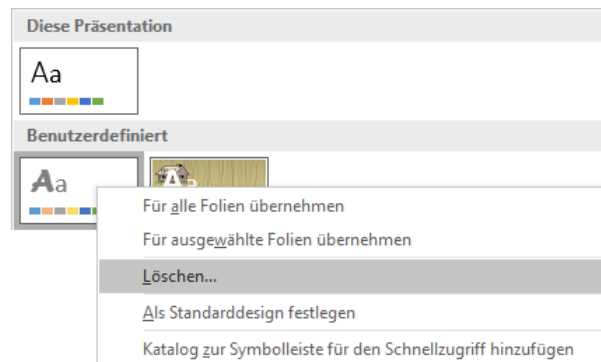 Diese Präsentation
Aa
Benutzerdefiniert
Aa
Aa
Für alle Folien übernehmen
Für ausgewählte Folien übernehmen
Löschen...
Als Standarddesign festlegen
Katalog zur Symbolleiste für den Schnellzugriff hinzufügen